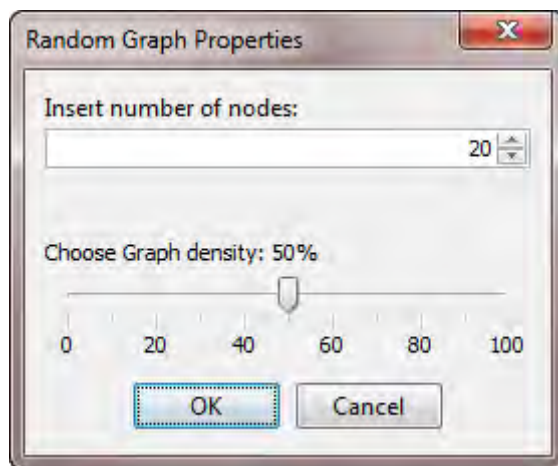 Random Graph Properties
Insert number of nodes:
20
Choose Graph density: 50%
0 20 40 60 80 100
OK Cancel